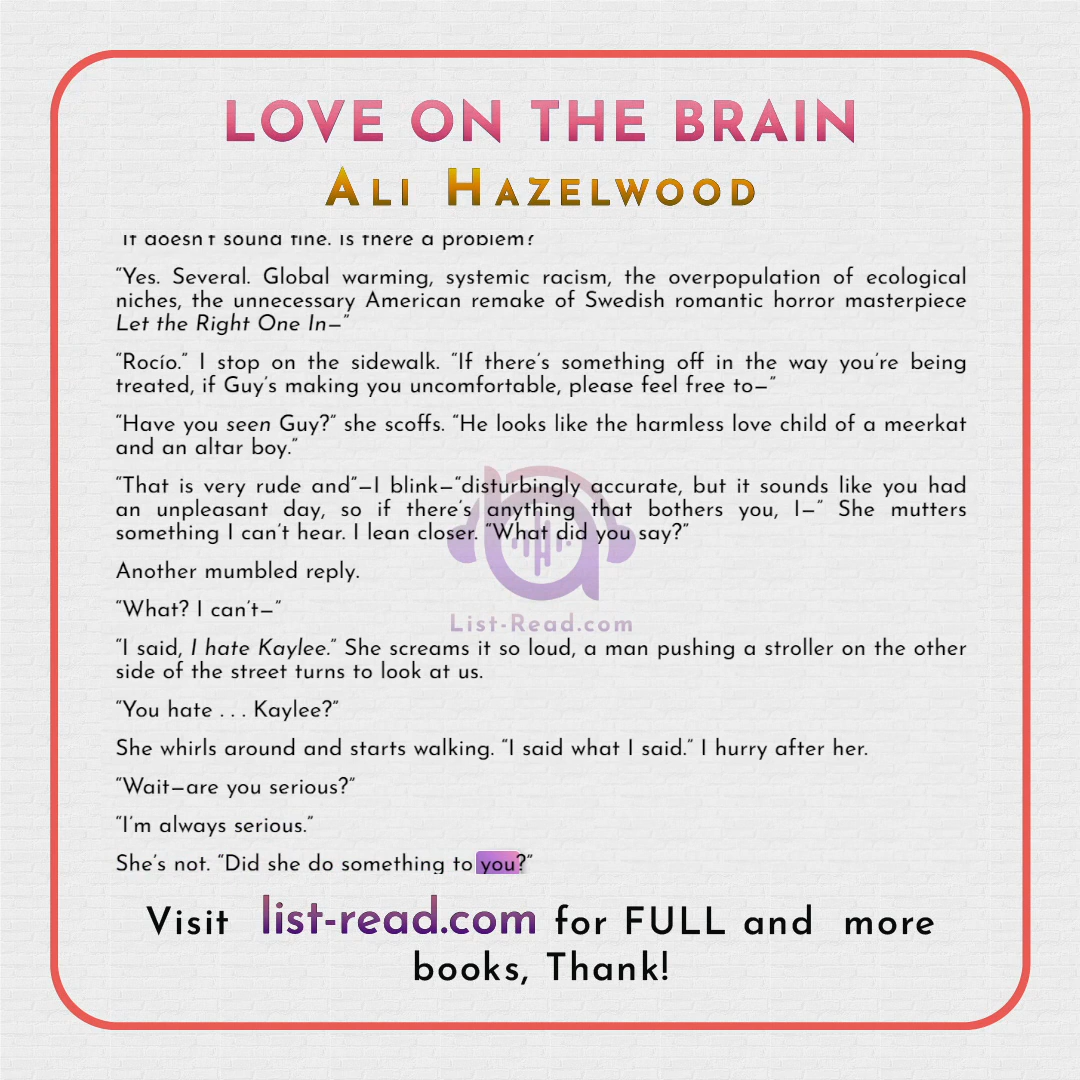 LOVE ON THE BRAIN
ALI HAZELWOOD
"It doesn't sound fine. Is there a problem?"
"Yes. Several. Global warming, systemic racism, the overpopulation of ecological
niches, the unnecessary American remake of Swedish romantic horror masterpiece
Let the Right One In—"
"Rocío." I stop on the sidewalk. "If there's something off in the way you're being
treated, if Guy's making you uncomfortable, please feel free to—"
"Have you seen Guy?" she scoffs. "He looks like the harmless love child of a meerkat
and an altar boy."
"That is very rude and"—I blink—"disturbingly accurate, but it sounds like you had
an unpleasant day, so if there's anything that bothers you, I—" She mutters
something I can't hear. I lean closer. "What did you say?"
Another mumbled reply.
"What? I can't—"
List-Read.com
"I said, I hate Kaylee." She screams it so loud, a man pushing a stroller on the other
side of the street turns to look at us.
"You hate . . . Kaylee?"
She whirls around and starts walking. "I said what I said." I hurry after her.
"Wait—are you serious?"
"I'm always serious."
She's not. "Did she do something to you?"
Visit list-read.com for FULL and more
books, Thank!